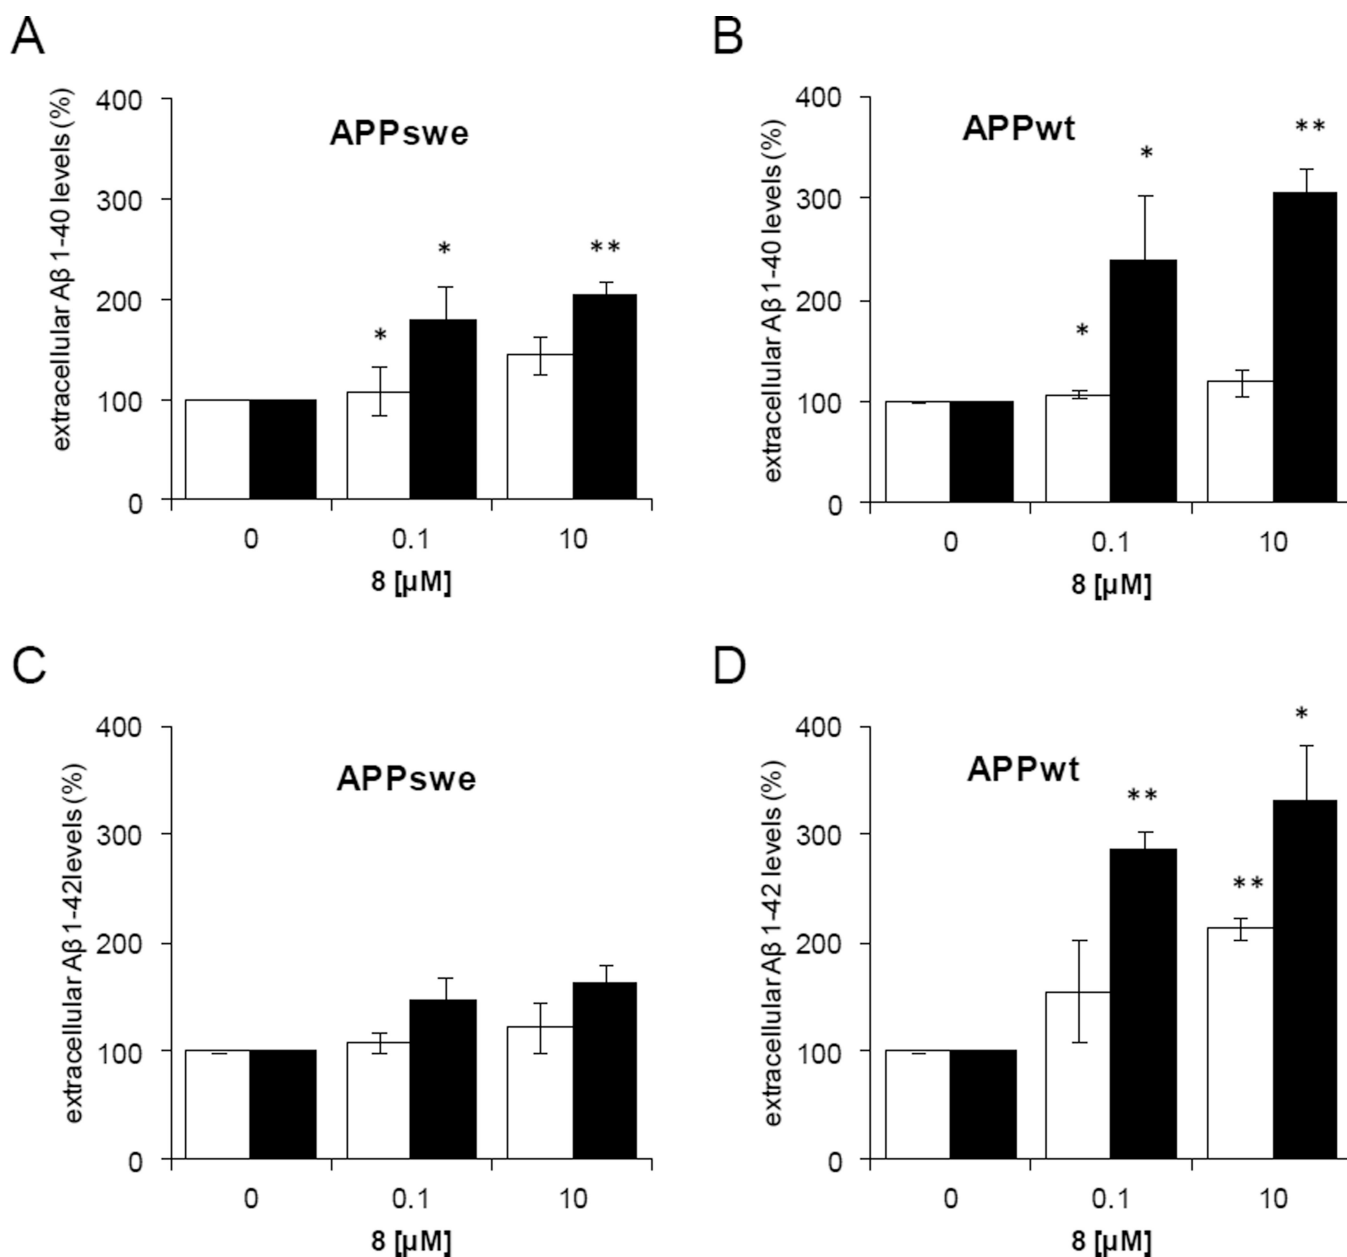 A
extracellular Aβ 1-40 levels (%)
400
300
200
100
0
APPswe
*
*
**
0 0.1 10
8 [µM]
B
extracellular Aβ 1-40 levels (%)
400
300
200
100
0
APPwt
*
*
**
0 0.1 10
8 [µM]
C
extracellular Aβ 1-42levels (%)
400
300
200
100
0
APPswe
0 0.1 10
8 [µM]
D
extracellular Aβ 1-42 levels (%)
400
300
200
100
0
APPwt
**
**
*
0 0.1 10
8 [µM]